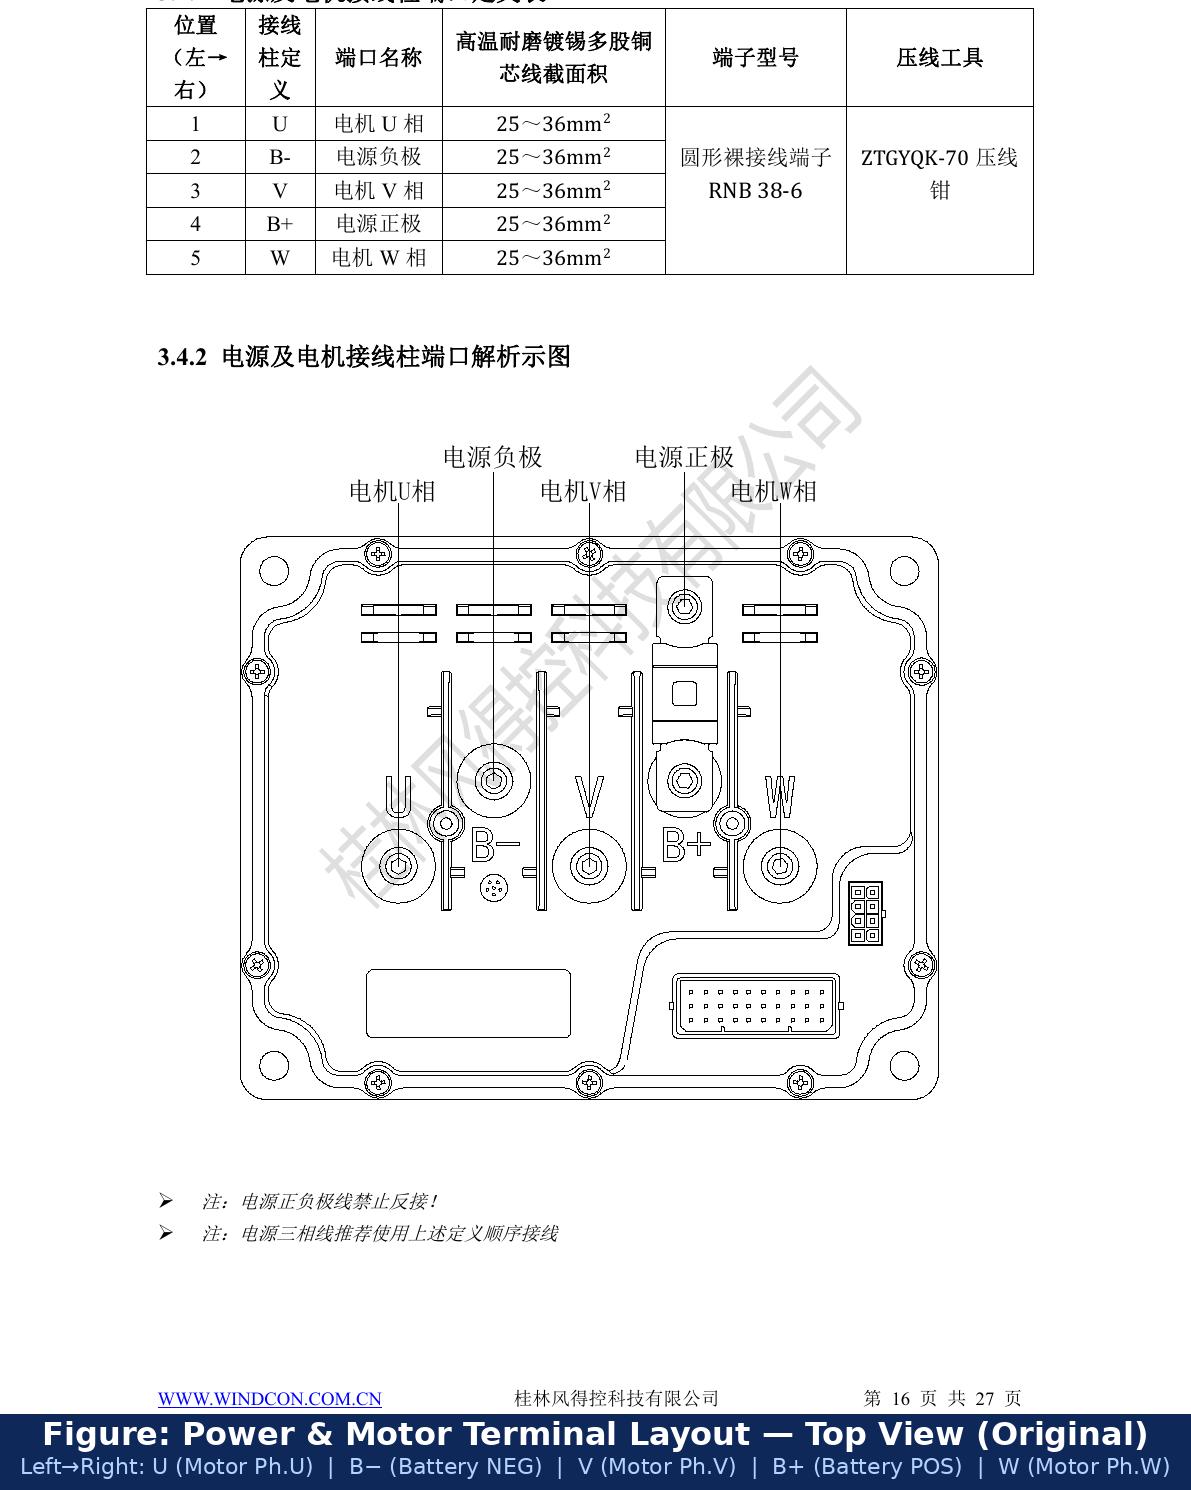 位置
(左→
右)
接线
柱定
义
端口名称
高温耐磨镀锡多股铜
芯线截面积
端子型号
压线工具
1 U 电机 U 相 25～36mm²
2 B- 电源负极 25～36mm²
3 V 电机 V 相 25～36mm²
4 B+ 电源正极 25～36mm²
5 W 电机 W 相 25～36mm²
圆形裸接线端子
RNB 38-6
ZTGYQK-70 压线
钳
3.4.2 电源及电机接线柱端口解析示图
电源负极 电源正极
电机U相 电机V相 电机W相
U V W
B− B+
桂林风得控科技有限公司
➢ 注：电源正负极线禁止反接！
➢ 注：电源三相线推荐使用上述定义顺序接线
WWW.WINDCON.COM.CN 桂林风得控科技有限公司 第 16 页 共 27 页
Figure: Power & Motor Terminal Layout — Top View (Original)
Left→Right: U (Motor Ph.U) | B− (Battery NEG) | V (Motor Ph.V) | B+ (Battery POS) | W (Motor Ph.W)